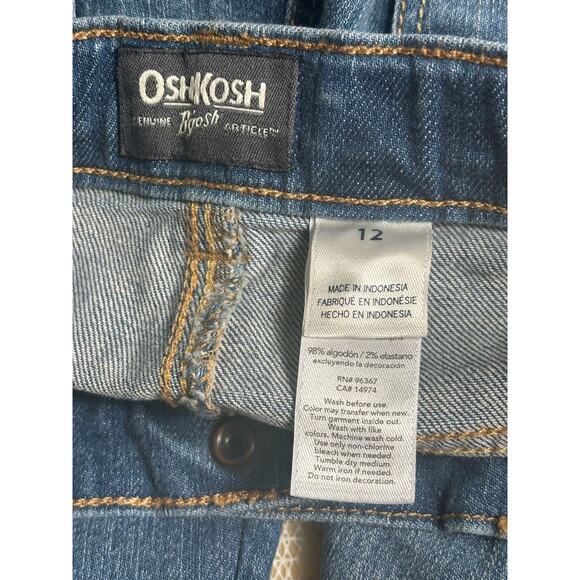 OSHKOSH
GENUINE B'gosh ARTICLE™
12
MADE IN INDONESIA
FABRIQUÉ EN INDONÉSIE
HECHO EN INDONESIA
98% algodón / 2% elastano
excluyendo la decoración
RN# 96367
CA# 14974
Wash before use.
Color may transfer when new.
Turn garment inside out.
Wash with like
colors. Machine wash cold.
Use only non-chlorine
bleach when needed.
Tumble dry medium.
Warm iron if needed.
Do not iron decoration.